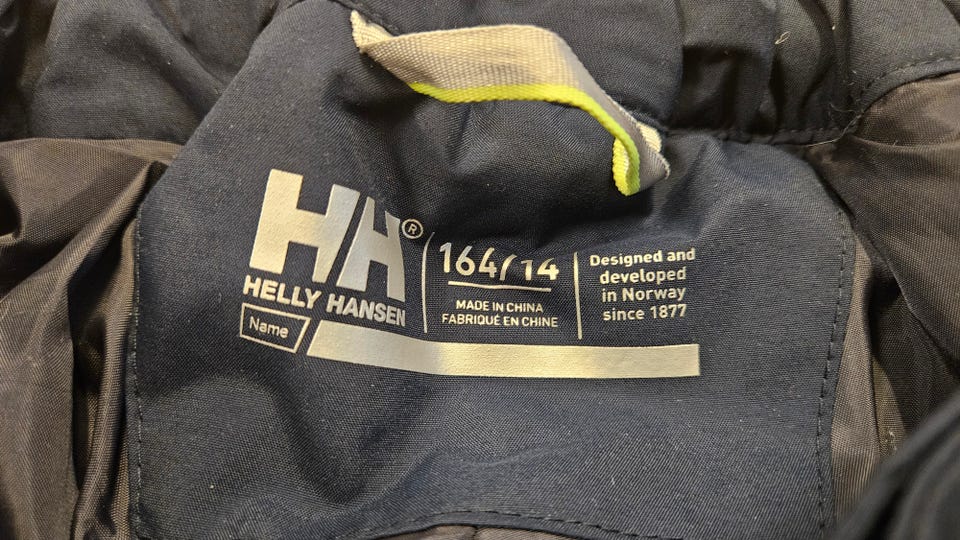 HH®
HELLY HANSEN
Name
164/14
MADE IN CHINA
FABRIQUÉ EN CHINE
Designed and
developed
in Norway
since 1877